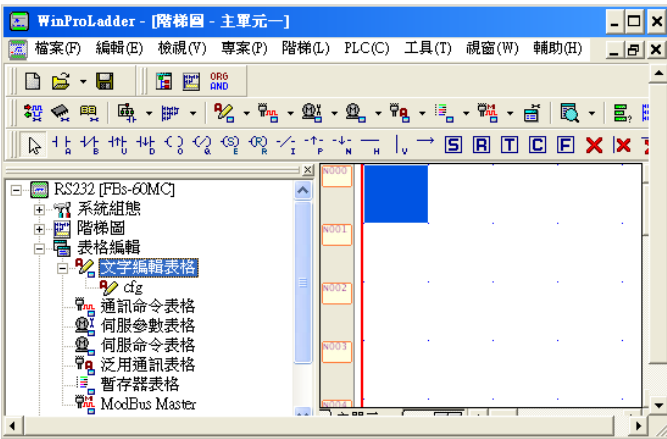 WinProLadder - [階梯圖 - 主單元一]
檔案(F) 編輯(E) 檢視(V) 專案(P) 階梯(L) PLC(C) 工具(T) 視窗(W) 輔助(H)
ORG
AND
A B U D Q S R I P N H V S R T C F
RS232 [FBs-60MC]
系統組態
階梯圖
表格編輯
文字編輯表格
cfg
通訊命令表格
伺服參數表格
伺服命令表格
泛用通訊表格
暫存器表格
ModBus Master
N000
N001
N002
N003
N004